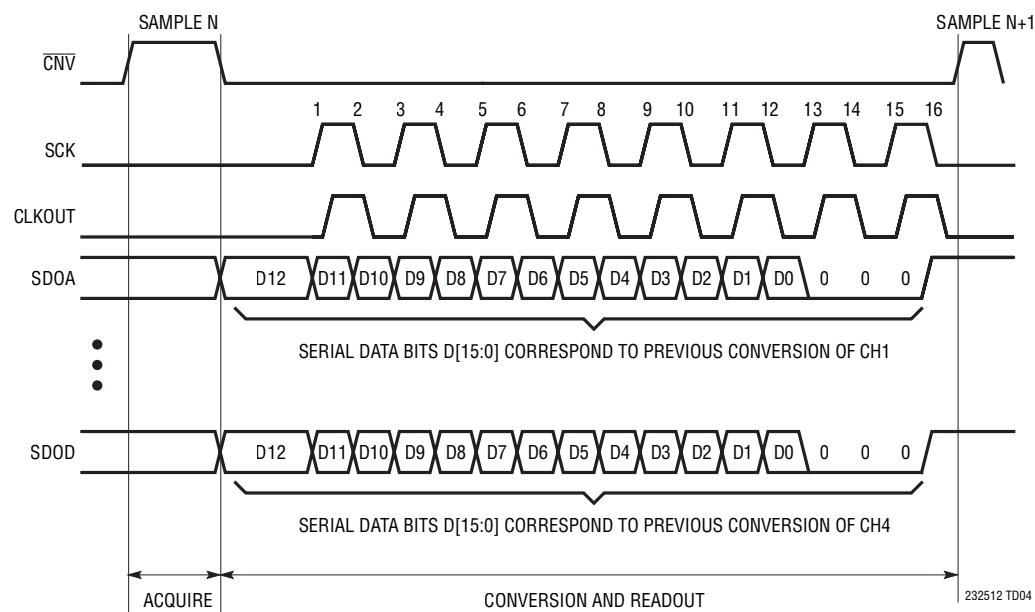 SAMPLE N SAMPLE N+1
CNV
1 2 3 4 5 6 7 8 9 10 11 12 13 14 15 16
SCK
CLKOUT
SDOA D12 D11 D10 D9 D8 D7 D6 D5 D4 D3 D2 D1 D0 0 0 0
SERIAL DATA BITS D[15:0] CORRESPOND TO PREVIOUS CONVERSION OF CH1
SDOD D12 D11 D10 D9 D8 D7 D6 D5 D4 D3 D2 D1 D0 0 0 0
SERIAL DATA BITS D[15:0] CORRESPOND TO PREVIOUS CONVERSION OF CH4
ACQUIRE CONVERSION AND READOUT 232512 TD04